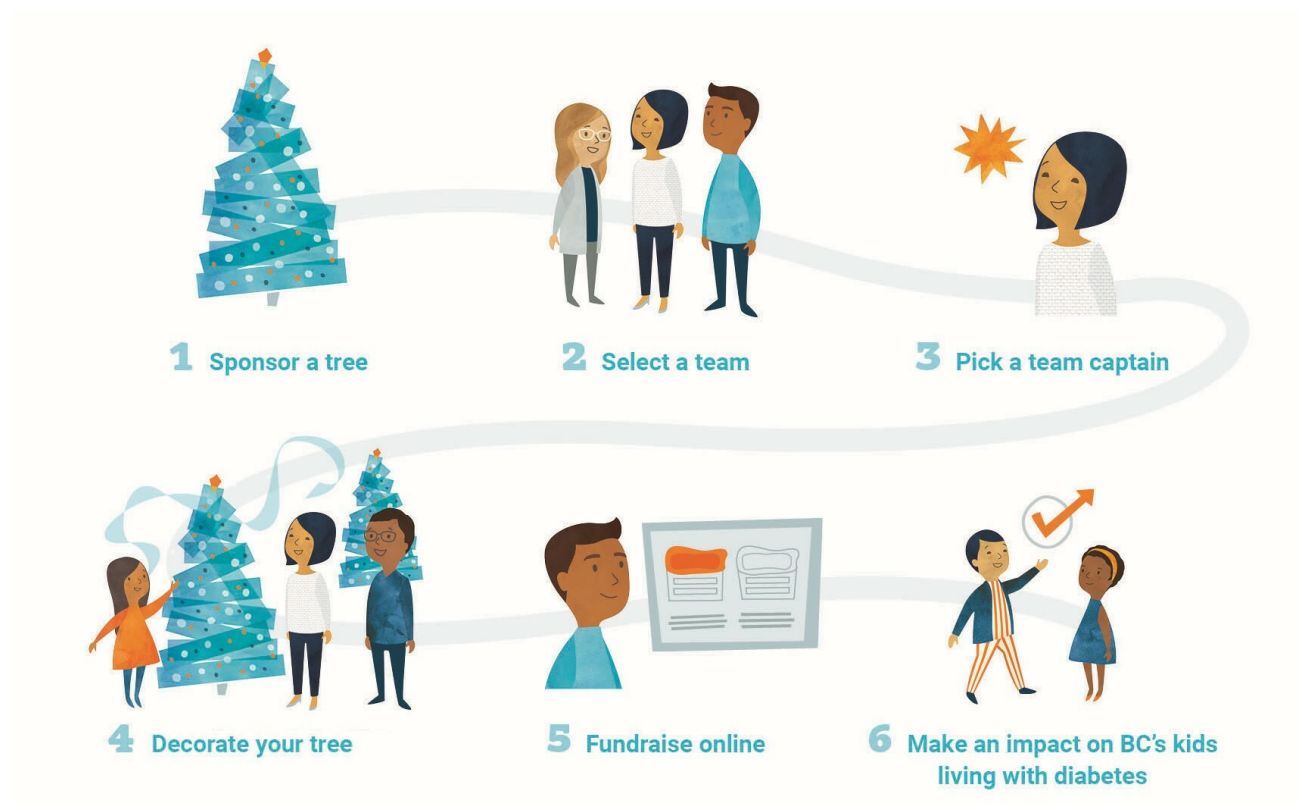 1 Sponsor a tree
2 Select a team
3 Pick a team captain
4 Decorate your tree
5 Fundraise online
6 Make an impact on BC's kids
living with diabetes